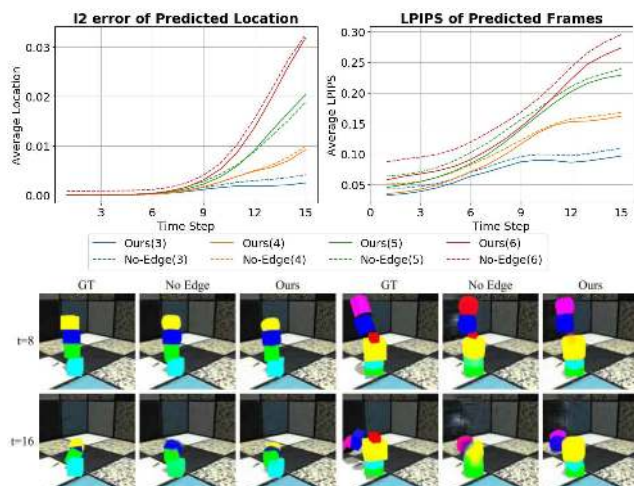 l2 error of Predicted Location
LPIPS of Predicted Frames
Average Location
0.03
0.02
0.01
0.00
3
6
9
12
15
Time Step
Average LPIPS
0.30
0.25
0.20
0.15
0.10
0.05
0
3
6
9
12
15
Time Step
Ours(3)
Ours(4)
Ours(5)
Ours(6)
No-Edge(3)
No-Edge(4)
No-Edge(5)
No-Edge(6)
GT
No Edge
Ours
GT
No Edge
Ours
t=8
t=16